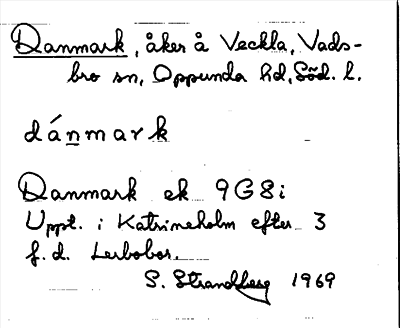 Danmark, åker å Veckla, Vads-
bro sn, Oppunda hd, Söd. l.
dánmark
Danmark ek 9G8i
Uppt. i Katrineholm efter 3
f.d. Lerbobor.
S. Strandberg 1969